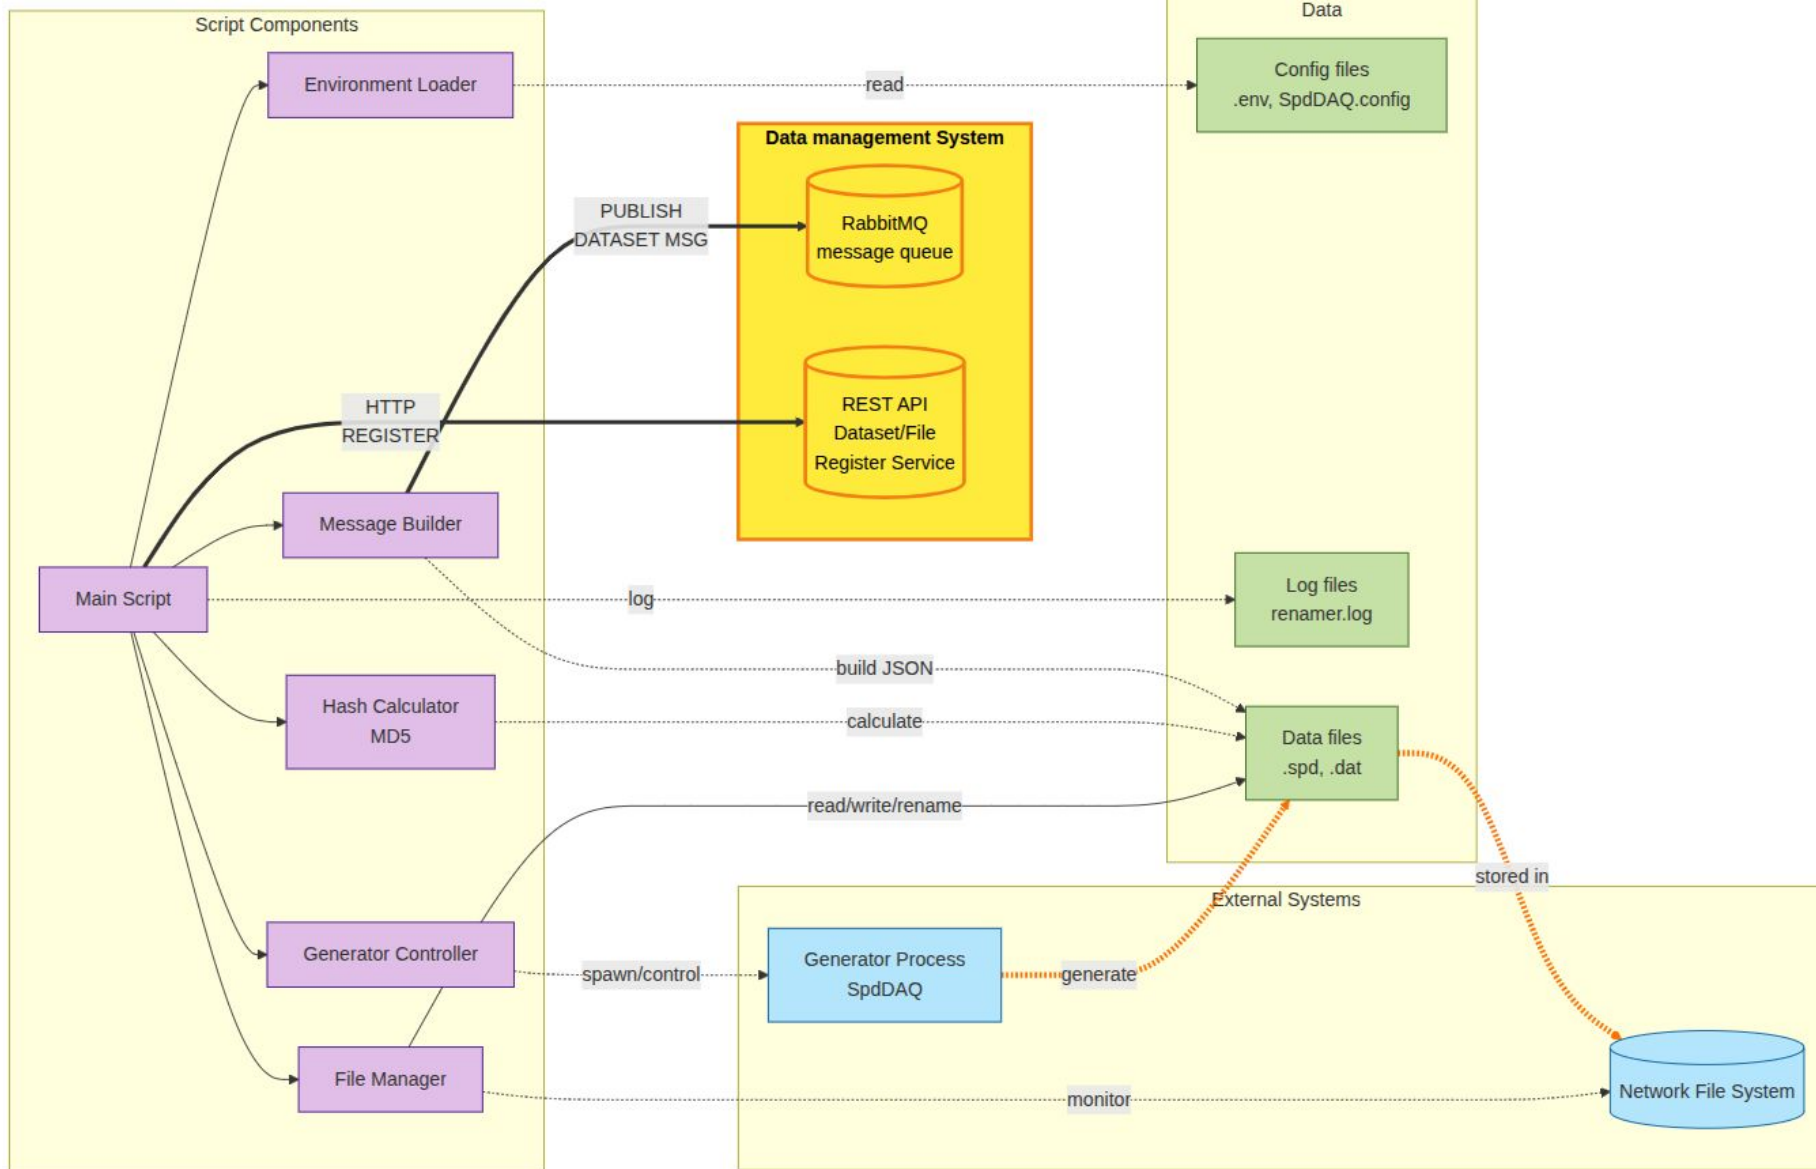 Script Components
Data
Environment Loader
read
Config files
.env, SpdDAQ.config
Data management System
PUBLISH
DATASET MSG
RabbitMQ
message queue
HTTP
REGISTER
REST API
Dataset/File
Register Service
Message Builder
Main Script
log
Log files
renamer.log
build JSON
Hash Calculator
MD5
calculate
Data files
.spd, .dat
read/write/rename
stored in
External Systems
Generator Controller
spawn/control
Generator Process
SpdDAQ
generate
File Manager
monitor
Network File System